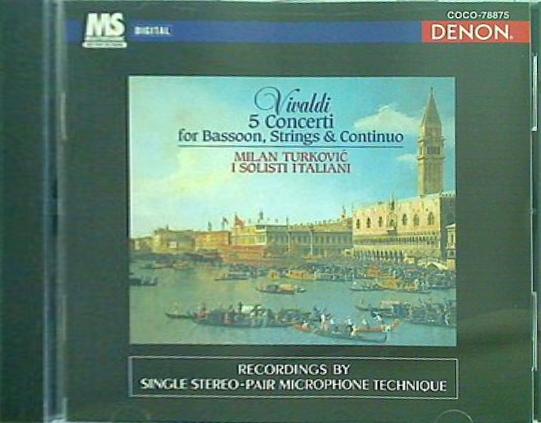 COCO-78875
MS DIGITAL
DENON
Vivaldi
5 Concerti
for Bassoon, Strings & Continuo
MILAN TURKOVIĆ
I SOLISTI ITALIANI
RECORDINGS BY
SINGLE STEREO-PAIR MICROPHONE TECHNIQUE